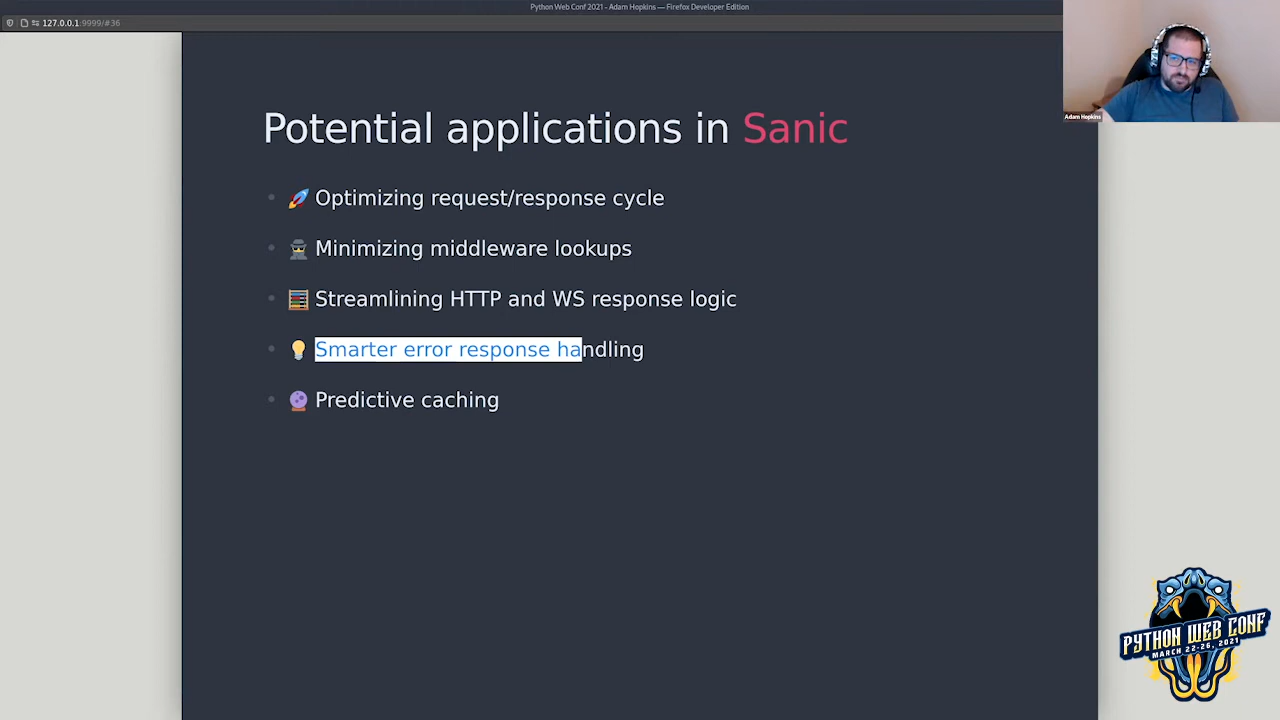 Python Web Conf 2021 - Adam Hopkins — Firefox Developer Edition
127.0.0.1:9999/#36
Adam Hopkins
Potential applications in Sanic
Optimizing request/response cycle
Minimizing middleware lookups
Streamlining HTTP and WS response logic
Smarter error response handling
Predictive caching
PYTHON WEB CONF
MARCH 22-26, 2021